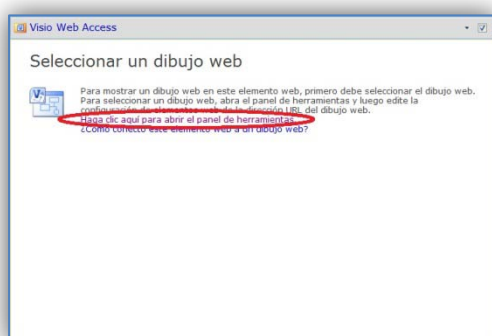 Visio Web Access
Seleccionar un dibujo web
Para mostrar un dibujo web en este elemento web, primero debe seleccionar el dibujo web.
Para seleccionar un dibujo web, abra el panel de herramientas y luego edite la
configuración de elementos web de la dirección URL del dibujo web.
Haga clic aquí para abrir el panel de herramientas
¿Cómo conecto este elemento web a un dibujo web?